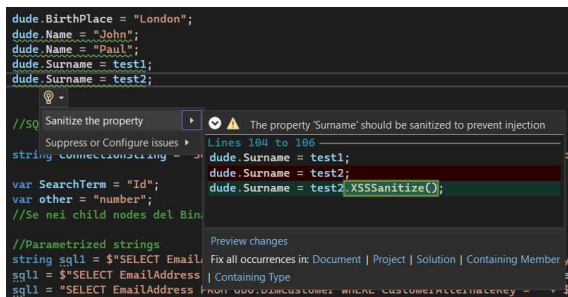 dude.BirthPlace = "London";
dude.Name = "John";
dude.Name = "Paul";
dude.Surname = test1;
dude.Surname = test2;
//SQ
Sanitize the property
Suppress or Configure issues
The property 'Surname' should be sanitized to prevent injection
Lines 104 to 106
dude.Surname = test1;
dude.Surname = test2;
dude.Surname = test2.XSSSanitize();
Preview changes
Fix all occurrences in: Document | Project | Solution | Containing Member
| Containing Type
string connectionString =
var SearchTerm = "Id";
var other = "number";
//Se nei child nodes del Bin
//Parametrized strings
string sql1 = $"SELECT Email
sql1 = $"SELECT EmailAddress
sql1 = "SELECT EmailAddress FROM dbo.DimCustomer WHERE CustomerAlternateKey =